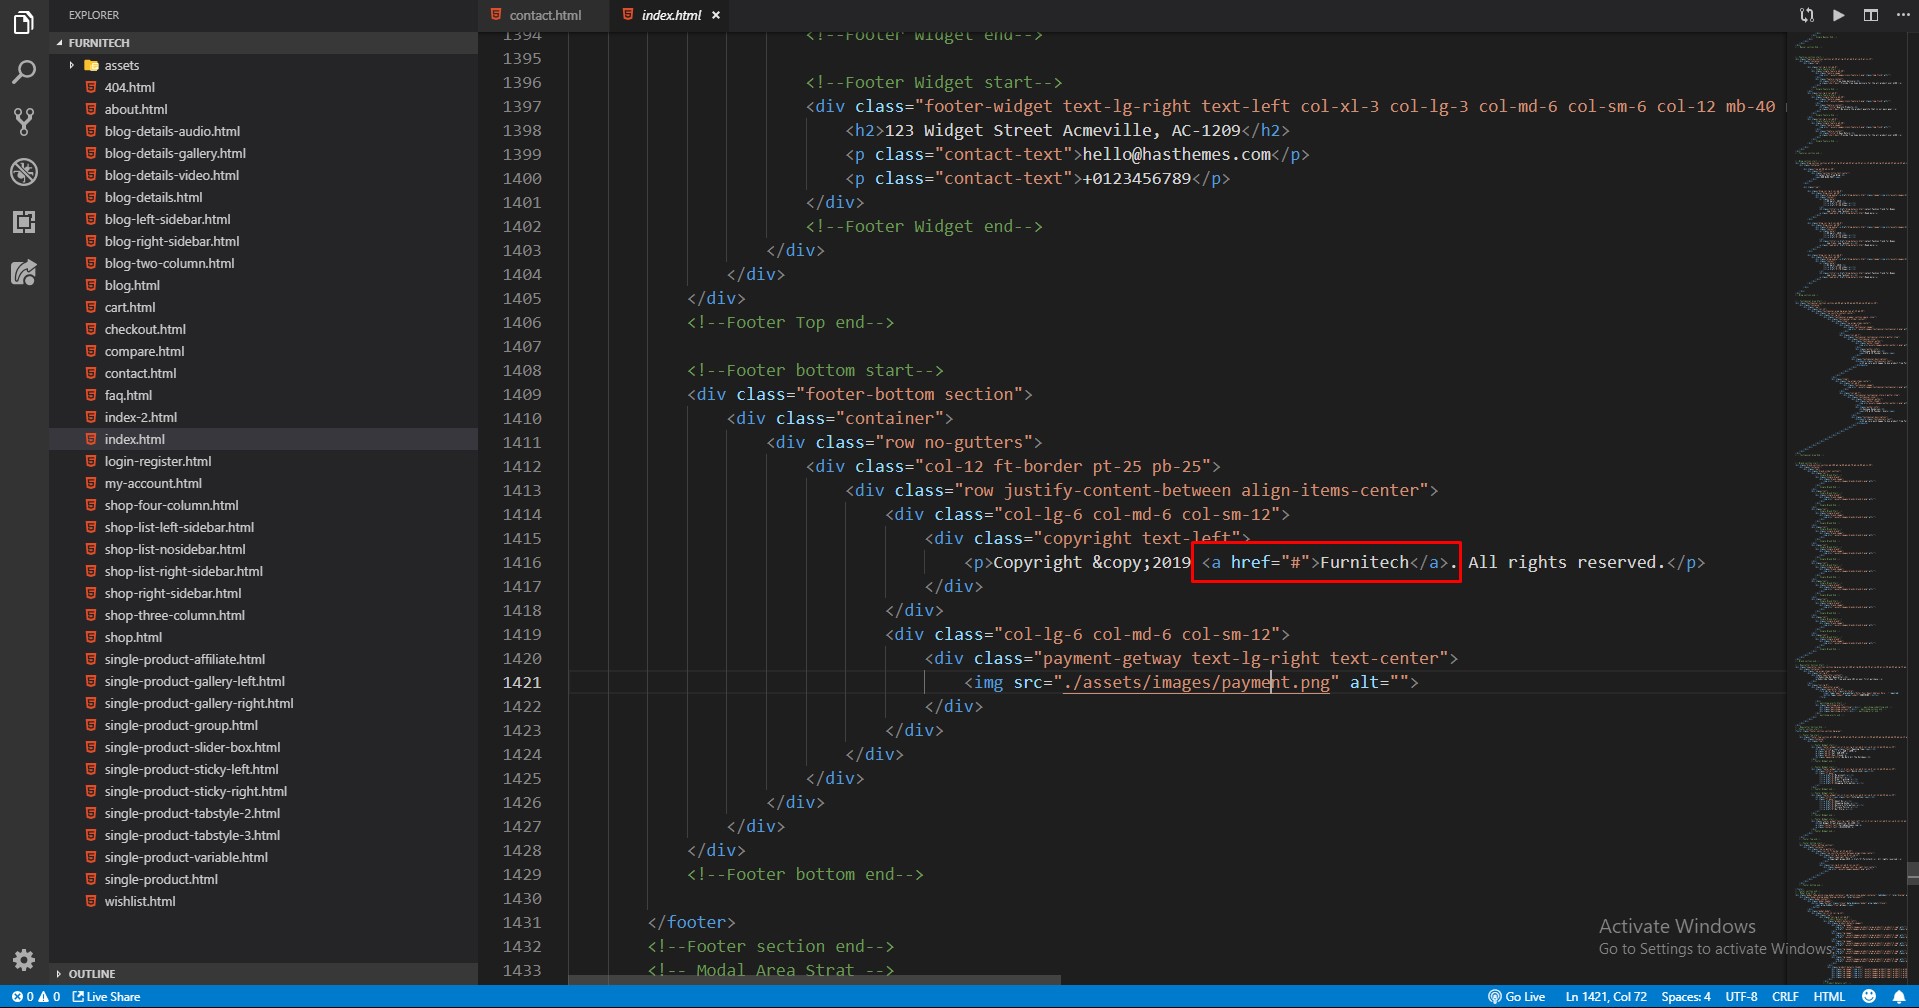 EXPLORER
contact.html
index.html ×
FURNITECH
assets
404.html
about.html
blog-details-audio.html
blog-details-gallery.html
blog-details-video.html
blog-details.html
blog-left-sidebar.html
blog-right-sidebar.html
blog-two-column.html
blog.html
cart.html
checkout.html
compare.html
contact.html
faq.html
index-2.html
index.html
login-register.html
my-account.html
shop-four-column.html
shop-list-left-sidebar.html
shop-list-nosidebar.html
shop-list-right-sidebar.html
shop-right-sidebar.html
shop-three-column.html
shop.html
single-product-affiliate.html
single-product-gallery-left.html
single-product-gallery-right.html
single-product-group.html
single-product-slider-box.html
single-product-sticky-left.html
single-product-sticky-right.html
single-product-tabstyle-2.html
single-product-tabstyle-3.html
single-product-variable.html
single-product.html
wishlist.html
OUTLINE
1394 <!--Footer Widget end-->
1395
1396 <!--Footer Widget start-->
1397 <div class="footer-widget text-lg-right text-left col-xl-3 col-lg-3 col-md-6 col-sm-6 col-12 mb-40
1398 <h2>123 Widget Street Acmeville, AC-1209</h2>
1399 <p class="contact-text">hello@hasthemes.com</p>
1400 <p class="contact-text">+0123456789</p>
1401 </div>
1402 <!--Footer Widget end-->
1403 </div>
1404 </div>
1405 </div>
1406 <!--Footer Top end-->
1407
1408 <!--Footer bottom start-->
1409 <div class="footer-bottom section">
1410 <div class="container">
1411 <div class="row no-gutters">
1412 <div class="col-12 ft-border pt-25 pb-25">
1413 <div class="row justify-content-between align-items-center">
1414 <div class="col-lg-6 col-md-6 col-sm-12">
1415 <div class="copyright text-left">
1416 <p>Copyright &copy;2019 <a href="#">Furnitech</a>. All rights reserved.</p>
1417 </div>
1418 </div>
1419 <div class="col-lg-6 col-md-6 col-sm-12">
1420 <div class="payment-getway text-lg-right text-center">
1421 <img src="./assets/images/payment.png" alt="">
1422 </div>
1423 </div>
1424 </div>
1425 </div>
1426 </div>
1427 </div>
1428 </div>
1429 <!--Footer bottom end-->
1430
1431 </footer>
1432 <!--Footer section end-->
1433 <!-- Modal Area Strat -->
Activate Windows
Go to Settings to activate Windows.
0 0 Live Share Go Live Ln 1421, Col 72 Spaces: 4 UTF-8 CRLF HTML